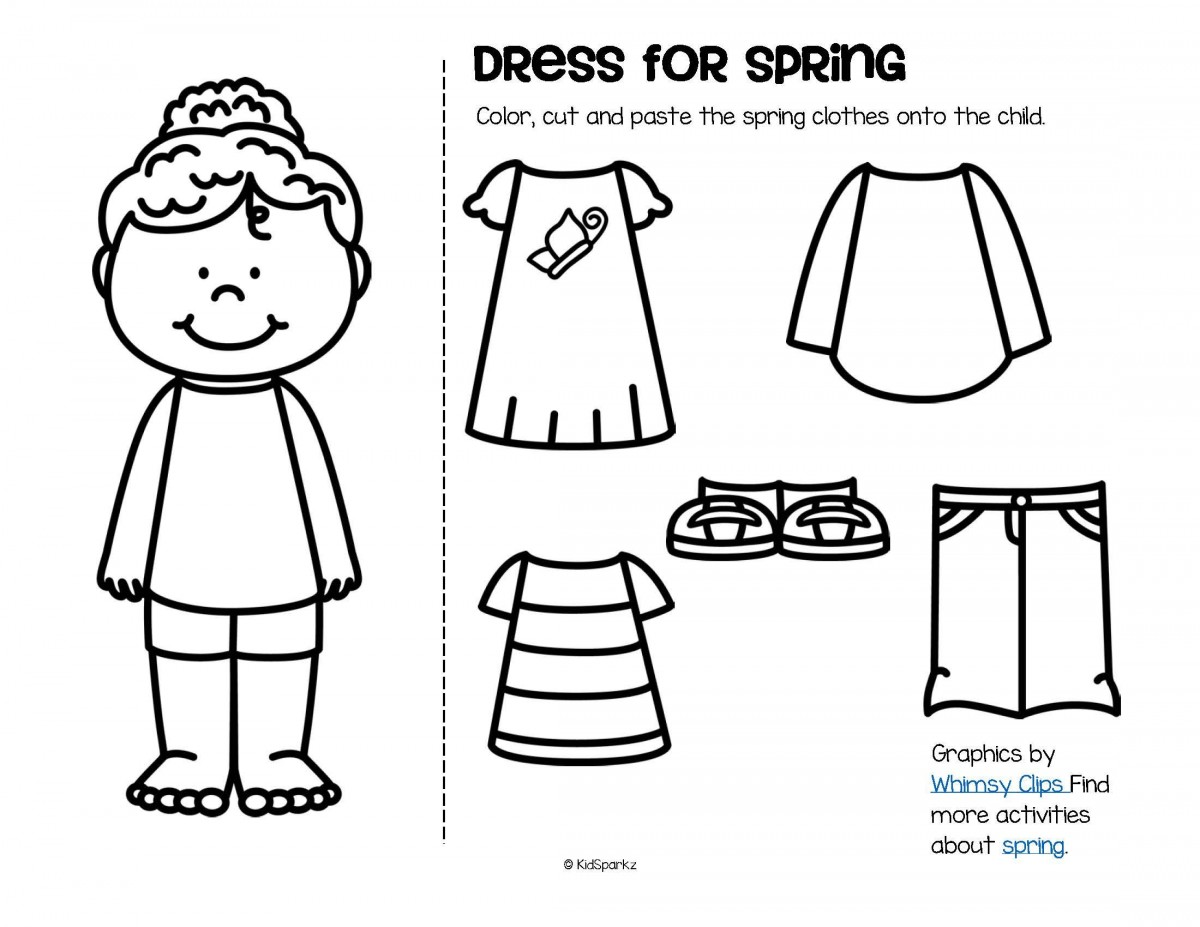 DRESS FOR SPRING
Color, cut and paste the spring clothes onto the child.
Graphics by
Whimsy Clips Find
more activities
about spring.
© KidSparkz